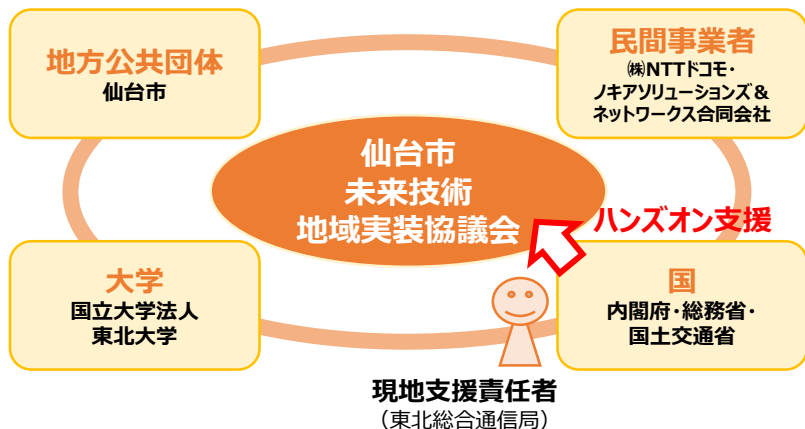 地方公共団体
仙台市
民間事業者
㈱NTTドコモ・
ノキアソリューションズ＆
ネットワークス合同会社
仙台市
未来技術
地域実装協議会
ハンズオン支援
大学
国立大学法人
東北大学
国
内閣府・総務省・
国土交通省
現地支援責任者
（東北総合通信局）